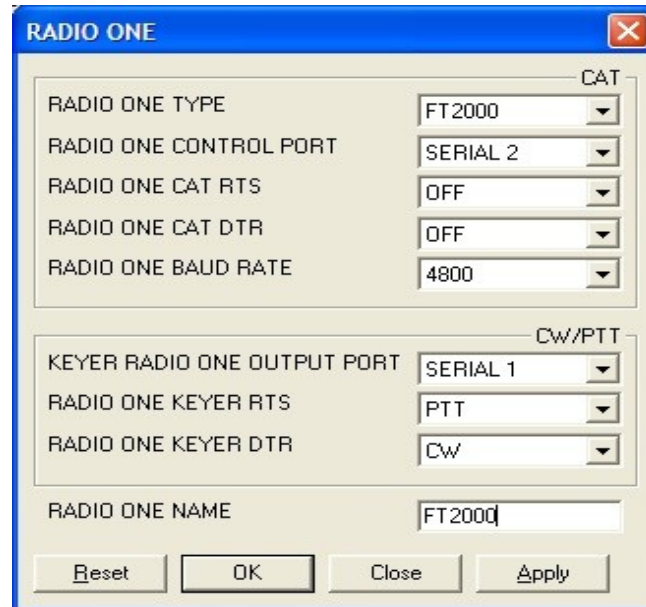 RADIO ONE
CAT
RADIO ONE TYPE FT2000
RADIO ONE CONTROL PORT SERIAL 2
RADIO ONE CAT RTS OFF
RADIO ONE CAT DTR OFF
RADIO ONE BAUD RATE 4800
CW/PTT
KEYER RADIO ONE OUTPUT PORT SERIAL 1
RADIO ONE KEYER RTS PTT
RADIO ONE KEYER DTR CW
RADIO ONE NAME FT2000
Reset OK Close Apply